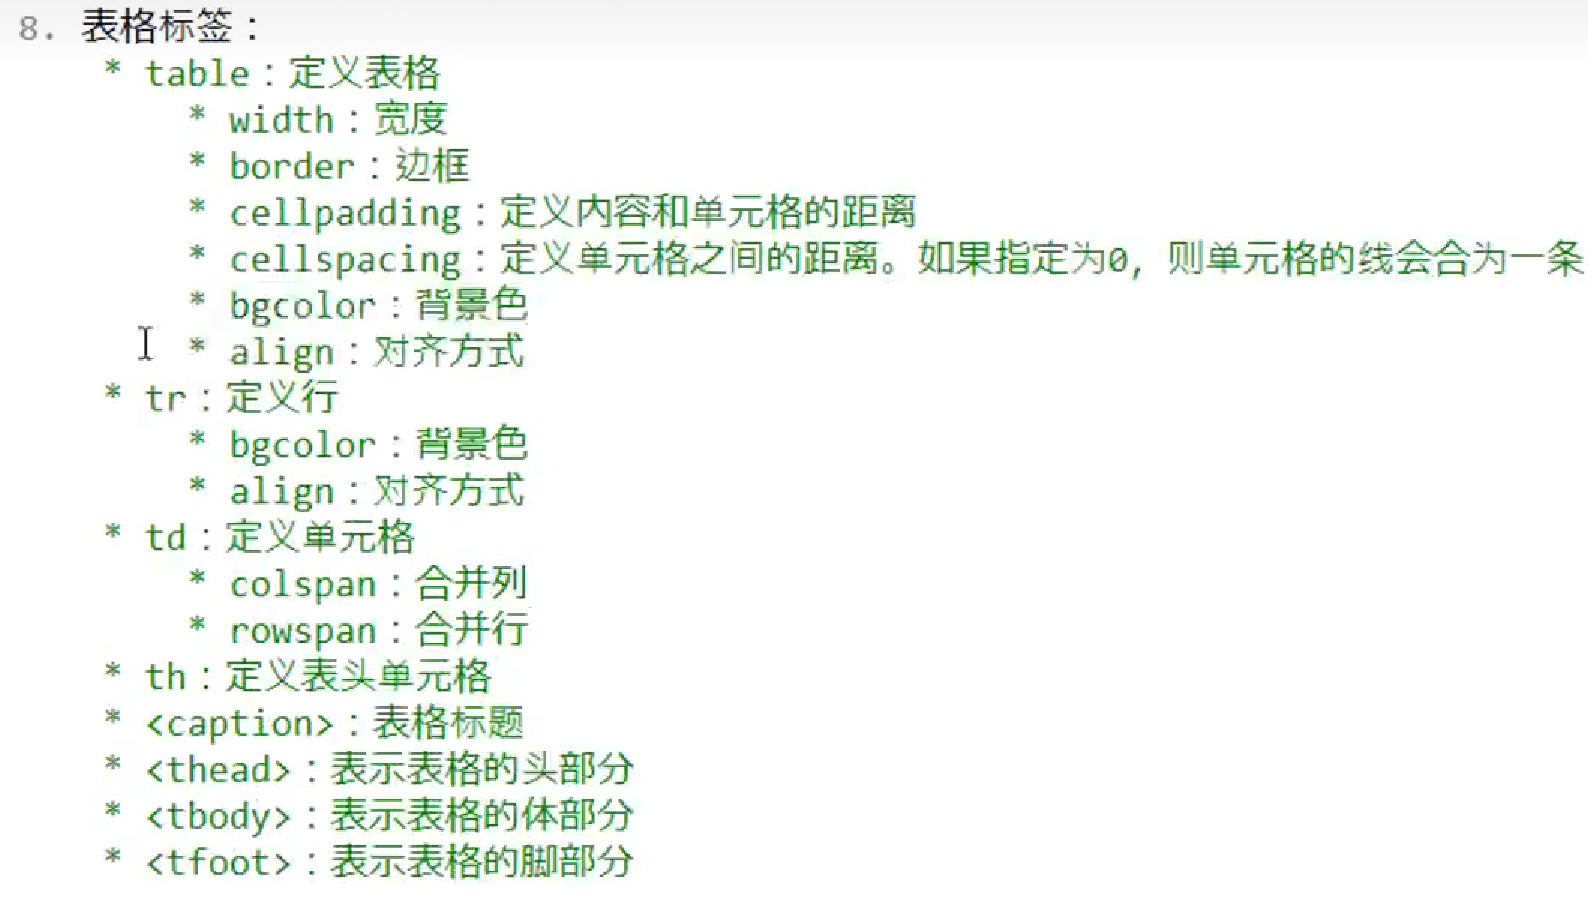 8. 表格标签：
* table：定义表格
* width：宽度
* border：边框
* cellpadding：定义内容和单元格的距离
* cellspacing：定义单元格之间的距离。如果指定为0，则单元格的线会合为一条
* bgcolor：背景色
* align：对齐方式
* tr：定义行
* bgcolor：背景色
* align：对齐方式
* td：定义单元格
* colspan：合并列
* rowspan：合并行
* th：定义表头单元格
* <caption>：表格标题
* <thead>：表示表格的头部分
* <tbody>：表示表格的体部分
* <tfoot>：表示表格的脚部分